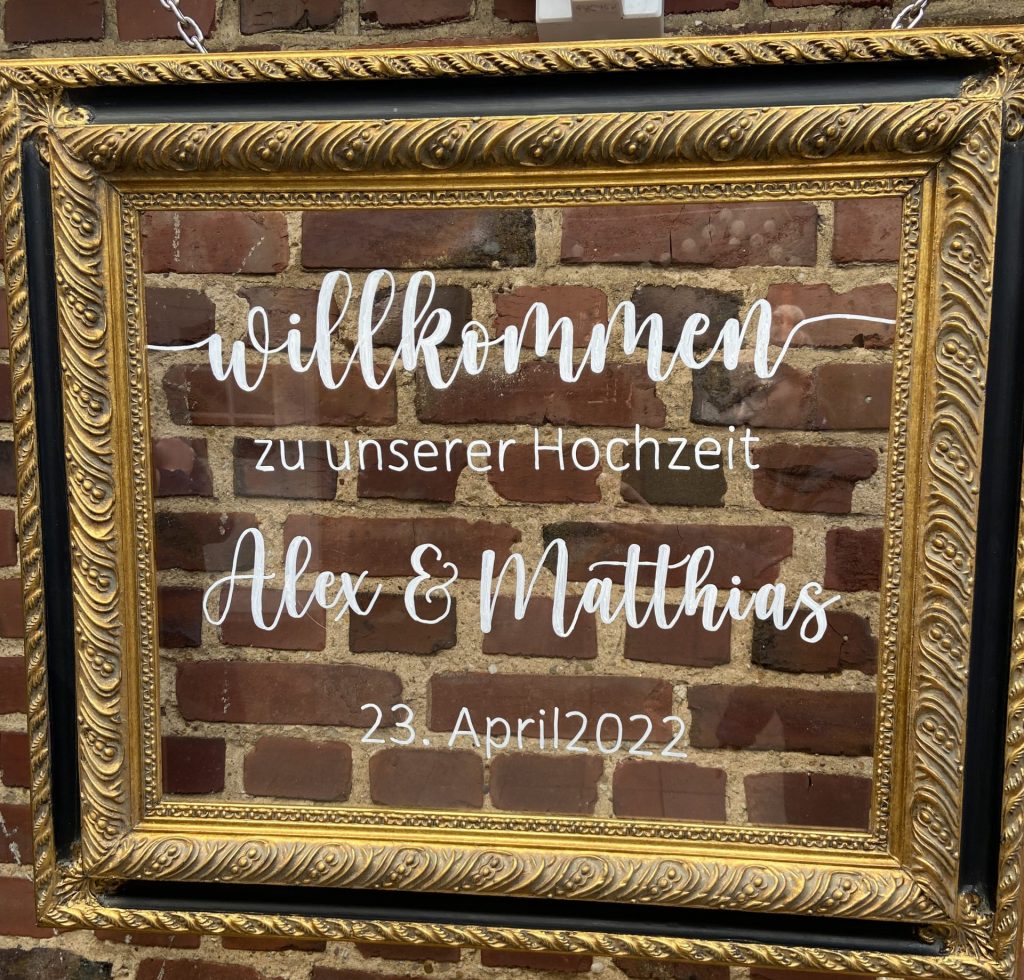 willkommen
zu unserer Hochzeit
Alex & Matthias
23. April2022